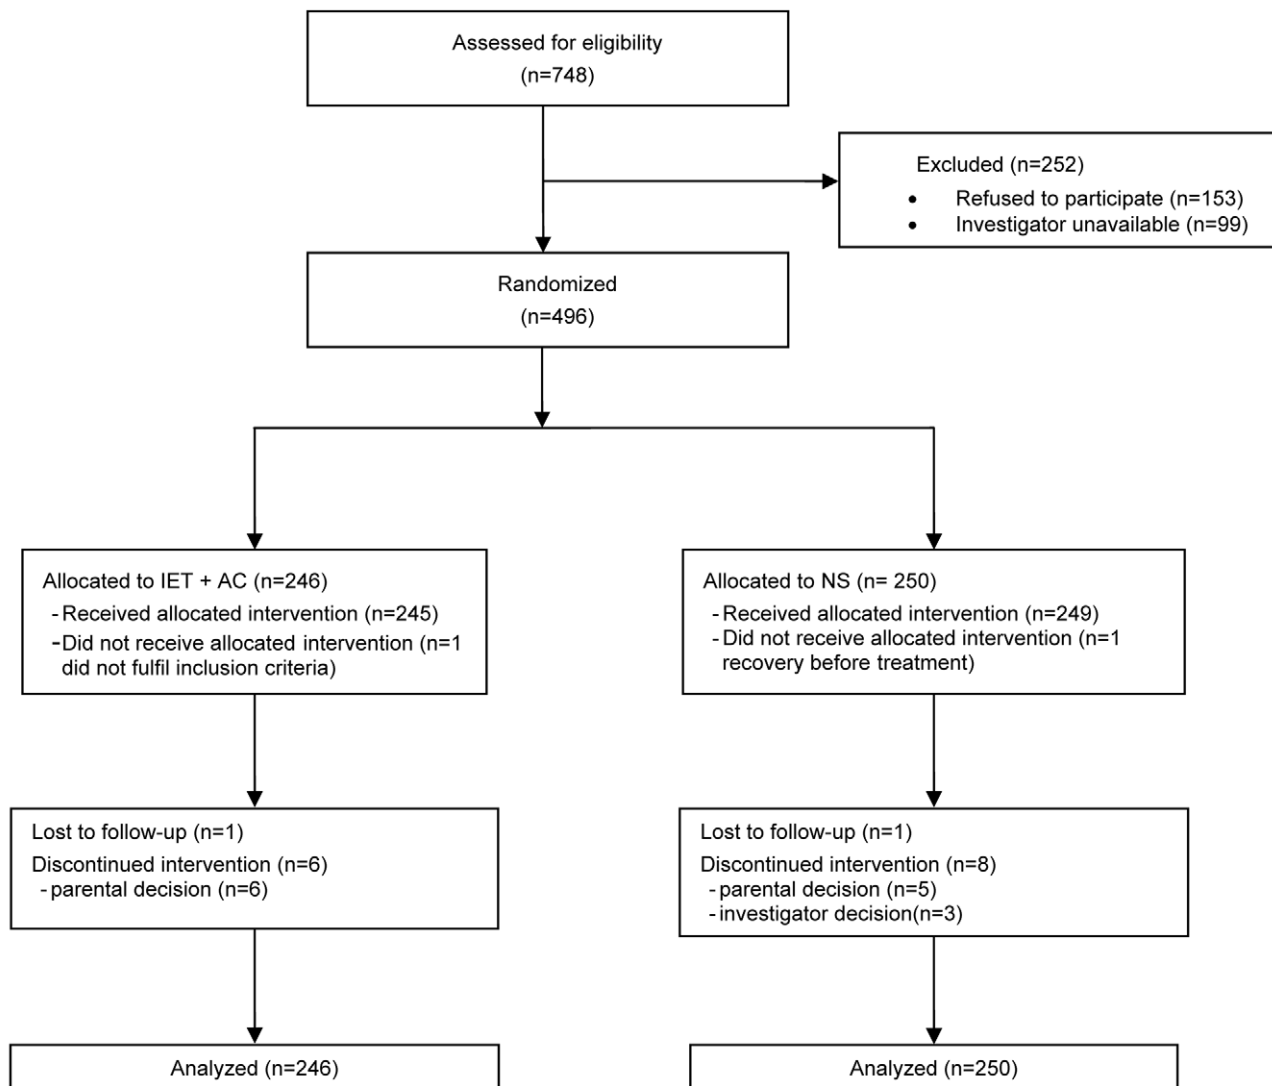 Assessed for eligibility
(n=748)
Excluded (n=252)
• Refused to participate (n=153)
• Investigator unavailable (n=99)
Randomized
(n=496)
Allocated to IET + AC (n=246)
-Received allocated intervention (n=245)
-Did not receive allocated intervention (n=1
did not fulfil inclusion criteria)
Allocated to NS (n= 250)
-Received allocated intervention (n=249)
-Did not receive allocated intervention (n=1
recovery before treatment)
Lost to follow-up (n=1)
Discontinued intervention (n=6)
-parental decision (n=6)
Lost to follow-up (n=1)
Discontinued intervention (n=8)
-parental decision (n=5)
-investigator decision(n=3)
Analyzed (n=246)
Analyzed (n=250)